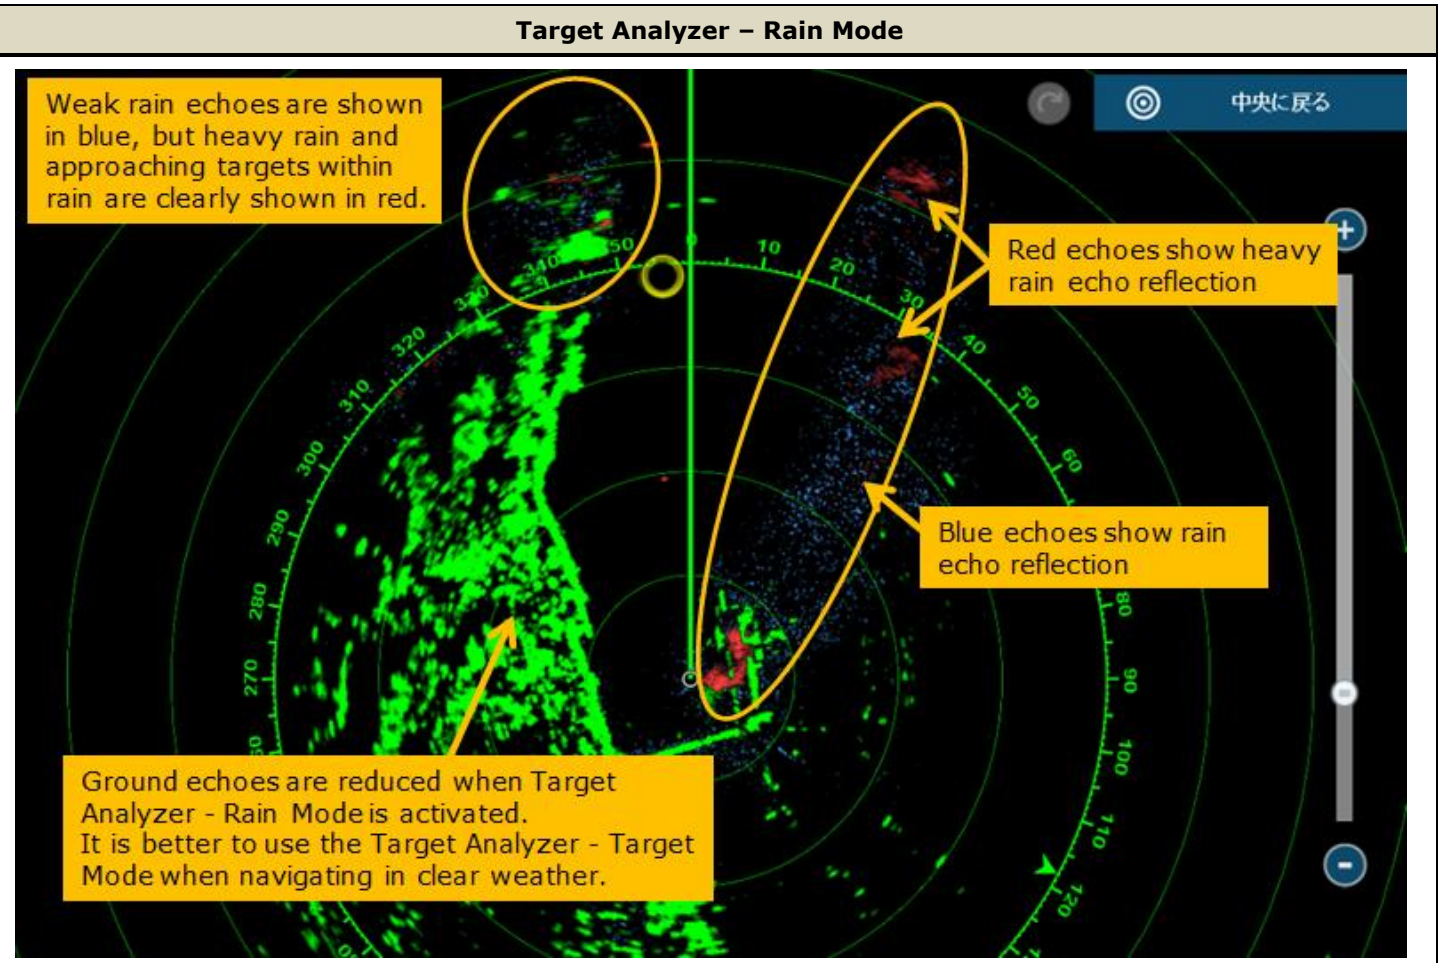 Target Analyzer – Rain Mode
Weak rain echoes are shown
in blue, but heavy rain and
approaching targets within
rain are clearly shown in red.
中央に戻る
+
Red echoes show heavy
rain echo reflection
Blue echoes show rain
echo reflection
Ground echoes are reduced when Target
Analyzer - Rain Mode is activated.
It is better to use the Target Analyzer - Target
Mode when navigating in clear weather.
-
0
10
20
30
40
50
60
80
90
100
110
120
270
280
290
300
310
320
340
50